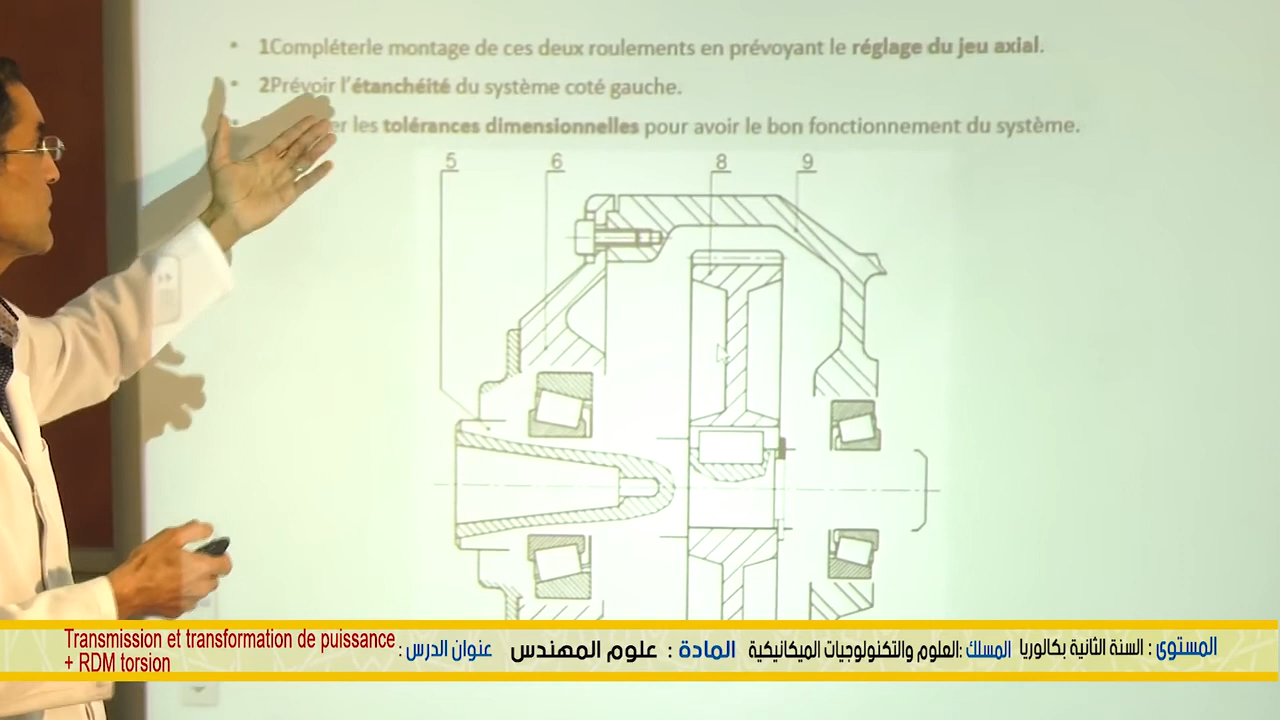 • 1Compléterle montage de ces deux roulements en prévoyant le réglage du jeu axial.
• 2Prévoir l'étanchéité du système coté gauche.
er les tolérances dimensionnelles pour avoir le bon fonctionnement du système.
5 6 8 9
المستوى : السنة الثانية بكالوريا المسلك :العلوم والتكنولوجيات الميكانيكية المادة : علوم المهندس عنوان الدرس : Transmission et transformation de puissance
+ RDM torsion